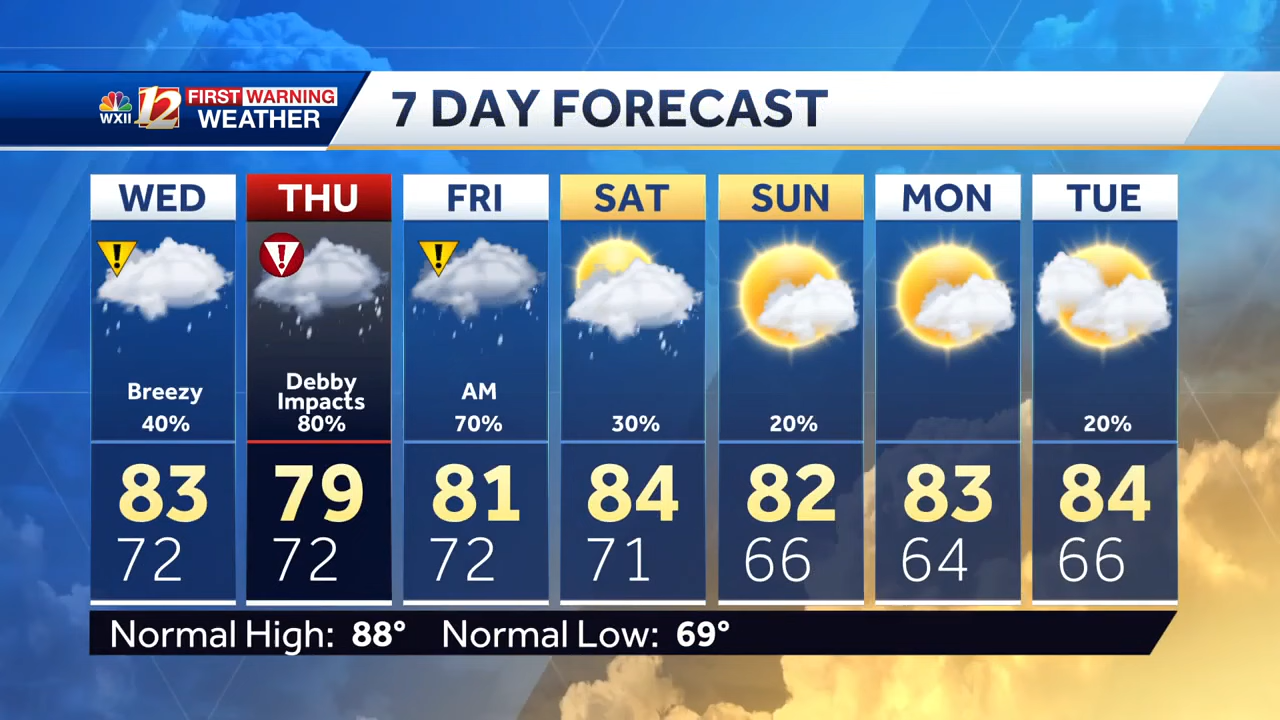 WXII 12 FIRST WARNING
WEATHER
7 DAY FORECAST
WED THU FRI SAT SUN MON TUE
! ! !
Breezy
40%
Debby
Impacts
80%
AM
70%
30%
20%
20%
83 79 81 84 82 83 84
72 72 72 71 66 64 66
Normal High: 88° Normal Low: 69°